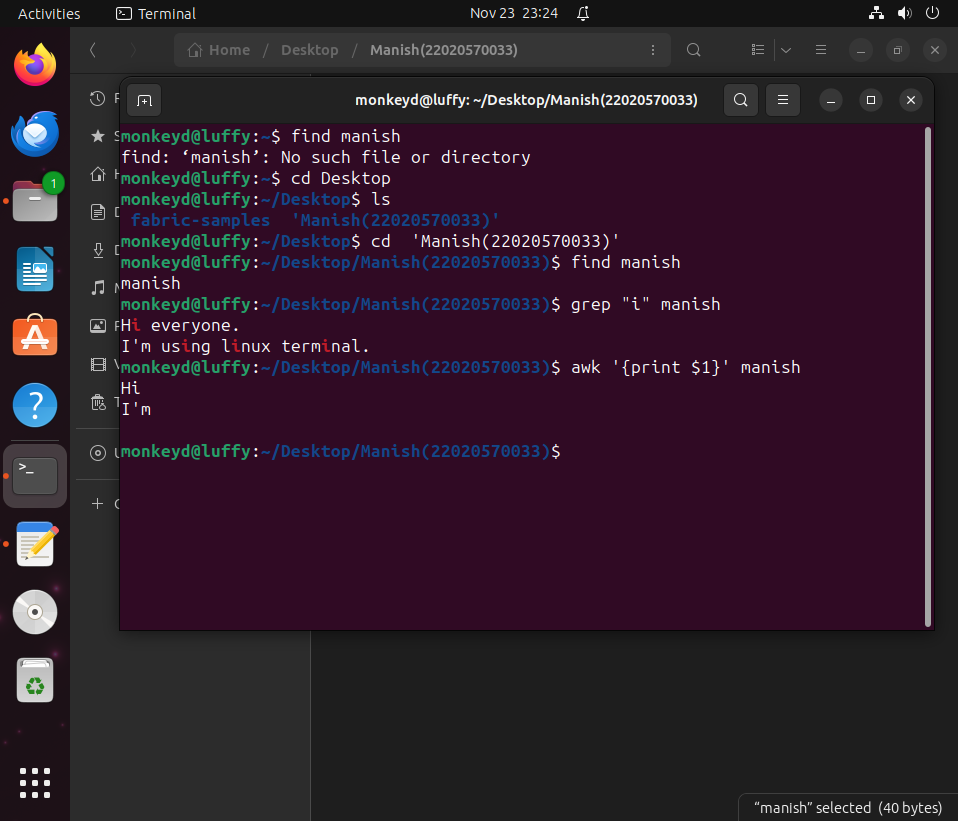 Activities Terminal Nov 23 23:24
Home / Desktop / Manish(22020570033)
monkeyd@luffy: ~/Desktop/Manish(22020570033)
1
monkeyd@luffy:~$ find manish
find: ‘manish’: No such file or directory
monkeyd@luffy:~$ cd Desktop
monkeyd@luffy:~/Desktop$ ls
fabric-samples 'Manish(22020570033)'
monkeyd@luffy:~/Desktop$ cd  'Manish(22020570033)'
monkeyd@luffy:~/Desktop/Manish(22020570033)$ find manish
manish
monkeyd@luffy:~/Desktop/Manish(22020570033)$ grep "i" manish
Hi everyone.
I'm using linux terminal.
monkeyd@luffy:~/Desktop/Manish(22020570033)$ awk '{print $1}' manish
Hi
I'm
monkeyd@luffy:~/Desktop/Manish(22020570033)$
“manish” selected (40 bytes)